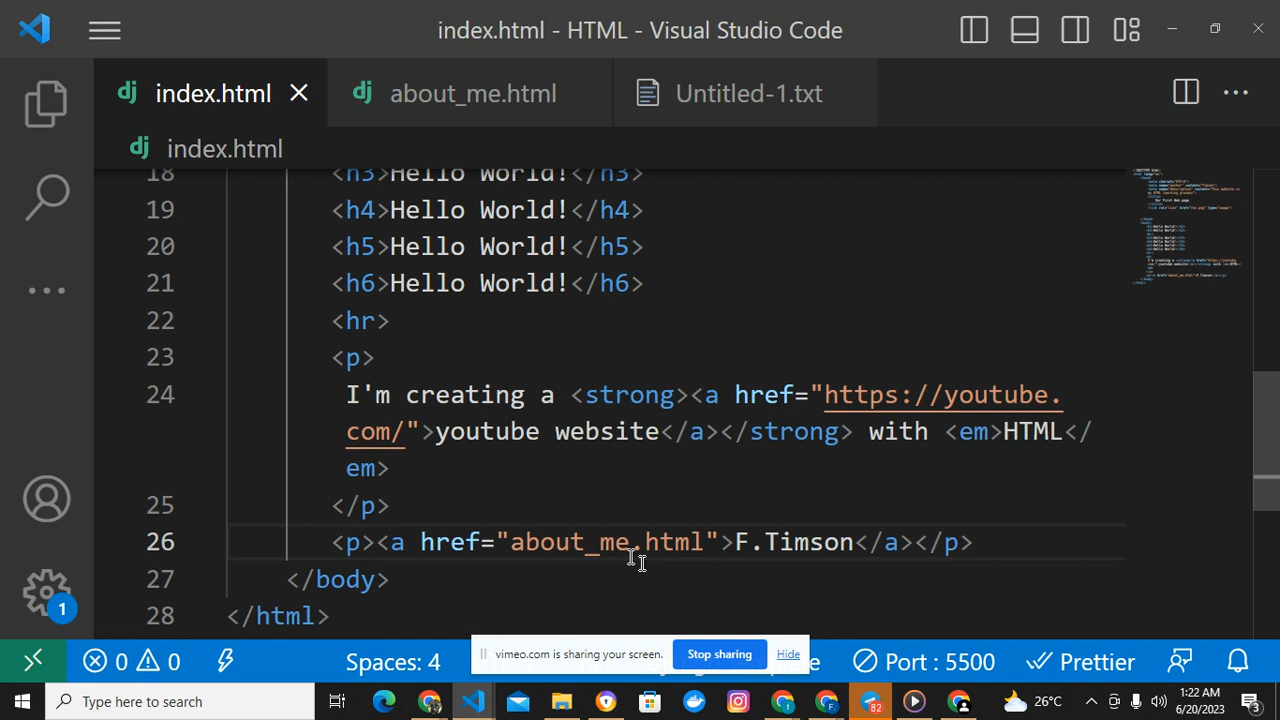 index.html - HTML - Visual Studio Code
index.html
about_me.html
Untitled-1.txt
index.html
18 <h3>Hello World!</h3>
19 <h4>Hello World!</h4>
20 <h5>Hello World!</h5>
21 <h6>Hello World!</h6>
22 <hr>
23 <p>
24 I'm creating a <strong><a href="https://youtube.
com/">youtube website</a></strong> with <em>HTML</
em>
25 </p>
26 <p><a href="about_me.html">F.Timson</a></p>
27 </body>
28 </html>
1
vimeo.com is sharing your screen. Stop sharing Hide
0 0 Spaces: 4 Port : 5500 Prettier
Type here to search
82
26°C
1:22 AM
6/20/2023
3